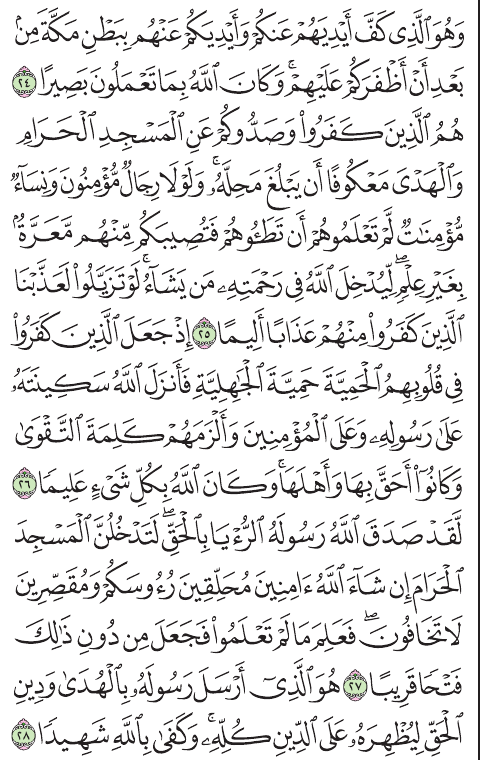 وَهُوَ ٱلَّذِى كَفَّ أَيْدِيَهُمْ عَنكُمْ وَأَيْدِيَكُمْ عَنْهُم بِبَطْنِ مَكَّةَ مِنۢ
بَعْدِ أَنْ أَظْفَرَكُمْ عَلَيْهِمْ ۚ وَكَانَ ٱللَّهُ بِمَا تَعْمَلُونَ بَصِيرًا ٢٤
هُمُ ٱلَّذِينَ كَفَرُوا۟ وَصَدُّوكُمْ عَنِ ٱلْمَسْجِدِ ٱلْحَرَامِ
وَٱلْهَدْىَ مَعْكُوفًا أَن يَبْلُغَ مَحِلَّهُۥ ۚ وَلَوْلَا رِجَالٌ مُّؤْمِنُونَ وَنِسَآءٌ
مُّؤْمِنَـٰتٌ لَّمْ تَعْلَمُوهُمْ أَن تَطَـُٔوهُمْ فَتُصِيبَكُم مِّنْهُم مَّعَرَّةٌۢ
بِغَيْرِ عِلْمٍ ۖ لِّيُدْخِلَ ٱللَّهُ فِى رَحْمَتِهِۦ مَن يَشَآءُ ۚ لَوْ تَزَيَّلُوا۟ لَعَذَّبْنَا
ٱلَّذِينَ كَفَرُوا۟ مِنْهُمْ عَذَابًا أَلِيمًا ٢٥ إِذْ جَعَلَ ٱلَّذِينَ كَفَرُوا۟
فِى قُلُوبِهِمُ ٱلْحَمِيَّةَ حَمِيَّةَ ٱلْجَـٰهِلِيَّةِ فَأَنزَلَ ٱللَّهُ سَكِينَتَهُۥ
عَلَىٰ رَسُولِهِۦ وَعَلَى ٱلْمُؤْمِنِينَ وَأَلْزَمَهُمْ كَلِمَةَ ٱلتَّقْوَىٰ
وَكَانُوٓا۟ أَحَقَّ بِهَا وَأَهْلَهَا ۚ وَكَانَ ٱللَّهُ بِكُلِّ شَىْءٍ عَلِيمًا ٢٦
لَّقَدْ صَدَقَ ٱللَّهُ رَسُولَهُ ٱلرُّءْيَا بِٱلْحَقِّ ۖ لَتَدْخُلُنَّ ٱلْمَسْجِدَ
ٱلْحَرَامَ إِن شَآءَ ٱللَّهُ ءَامِنِينَ مُحَلِّقِينَ رُءُوسَكُمْ وَمُقَصِّرِينَ
لَا تَخَافُونَ ۖ فَعَلِمَ مَا لَمْ تَعْلَمُوا۟ فَجَعَلَ مِن دُونِ ذَٰلِكَ
فَتْحًا قَرِيبًا ٢٧ هُوَ ٱلَّذِىٓ أَرْسَلَ رَسُولَهُۥ بِٱلْهُدَىٰ وَدِينِ
ٱلْحَقِّ لِيُظْهِرَهُۥ عَلَى ٱلدِّينِ كُلِّهِۦ ۚ وَكَفَىٰ بِٱللَّهِ شَهِيدًا ٢٨